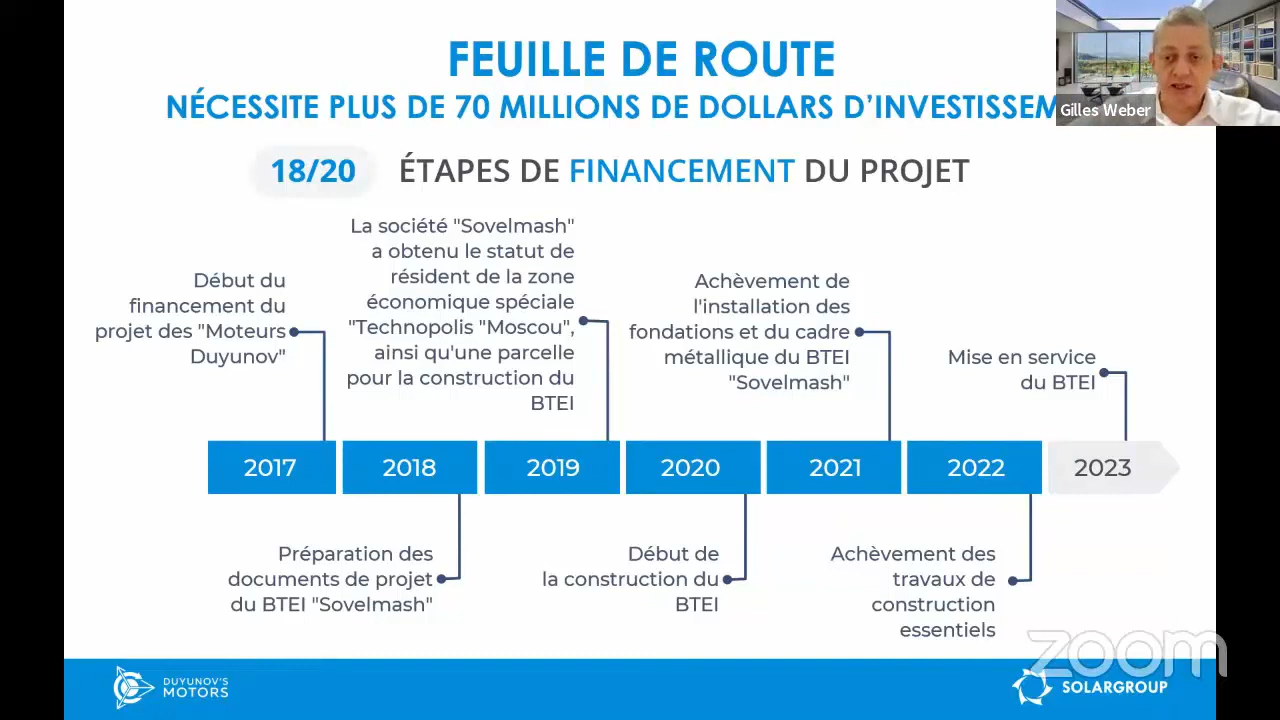 FEUILLE DE ROUTE
NÉCESSITE PLUS DE 70 MILLIONS DE DOLLARS D'INVESTISSEM
Gilles Weber
18/20 ÉTAPES DE FINANCEMENT DU PROJET
Début du
financement du
projet des "Moteurs
Duyunov"
La société "Sovelmash"
a obtenu le statut de
résident de la zone
économique spéciale
"Technopolis "Moscou",
ainsi qu'une parcelle
pour la construction du
BTEI
Achèvement de
l'installation des
fondations et du cadre
métallique du BTEI
"Sovelmash"
Mise en service
du BTEI
2017 2018 2019 2020 2021 2022 2023
Préparation des
documents de projet
du BTEI "Sovelmash"
Début de
la construction du
BTEI
Achèvement des
travaux de
construction
essentiels
zoom
DUYUNOV'S
MOTORS
SOLARGROUP